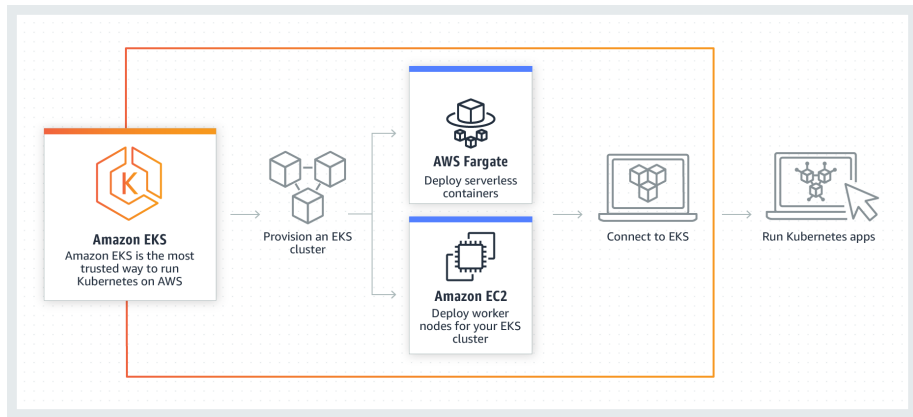 K
Amazon EKS
Amazon EKS is the most
trusted way to run
Kubernetes on AWS
Provision an EKS
cluster
AWS Fargate
Deploy serverless
containers
Amazon EC2
Deploy worker
nodes for your EKS
cluster
Connect to EKS
Run Kubernetes apps